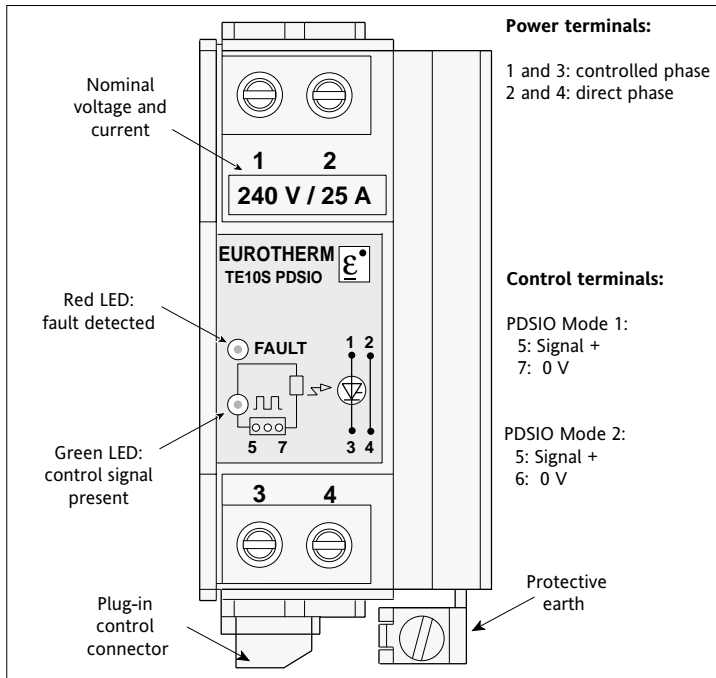 Power terminals:
1 and 3: controlled phase
2 and 4: direct phase
Nominal
voltage and
current
1 2
240 V / 25 A
EUROTHERM ε
TE10S PDSIO
Red LED:
fault detected
FAULT
1 2
5 7
3 4
Control terminals:
PDSIO Mode 1:
5: Signal +
7: 0 V
PDSIO Mode 2:
5: Signal +
6: 0 V
Green LED:
control signal
present
3 4
Plug-in
control
connector
Protective
earth